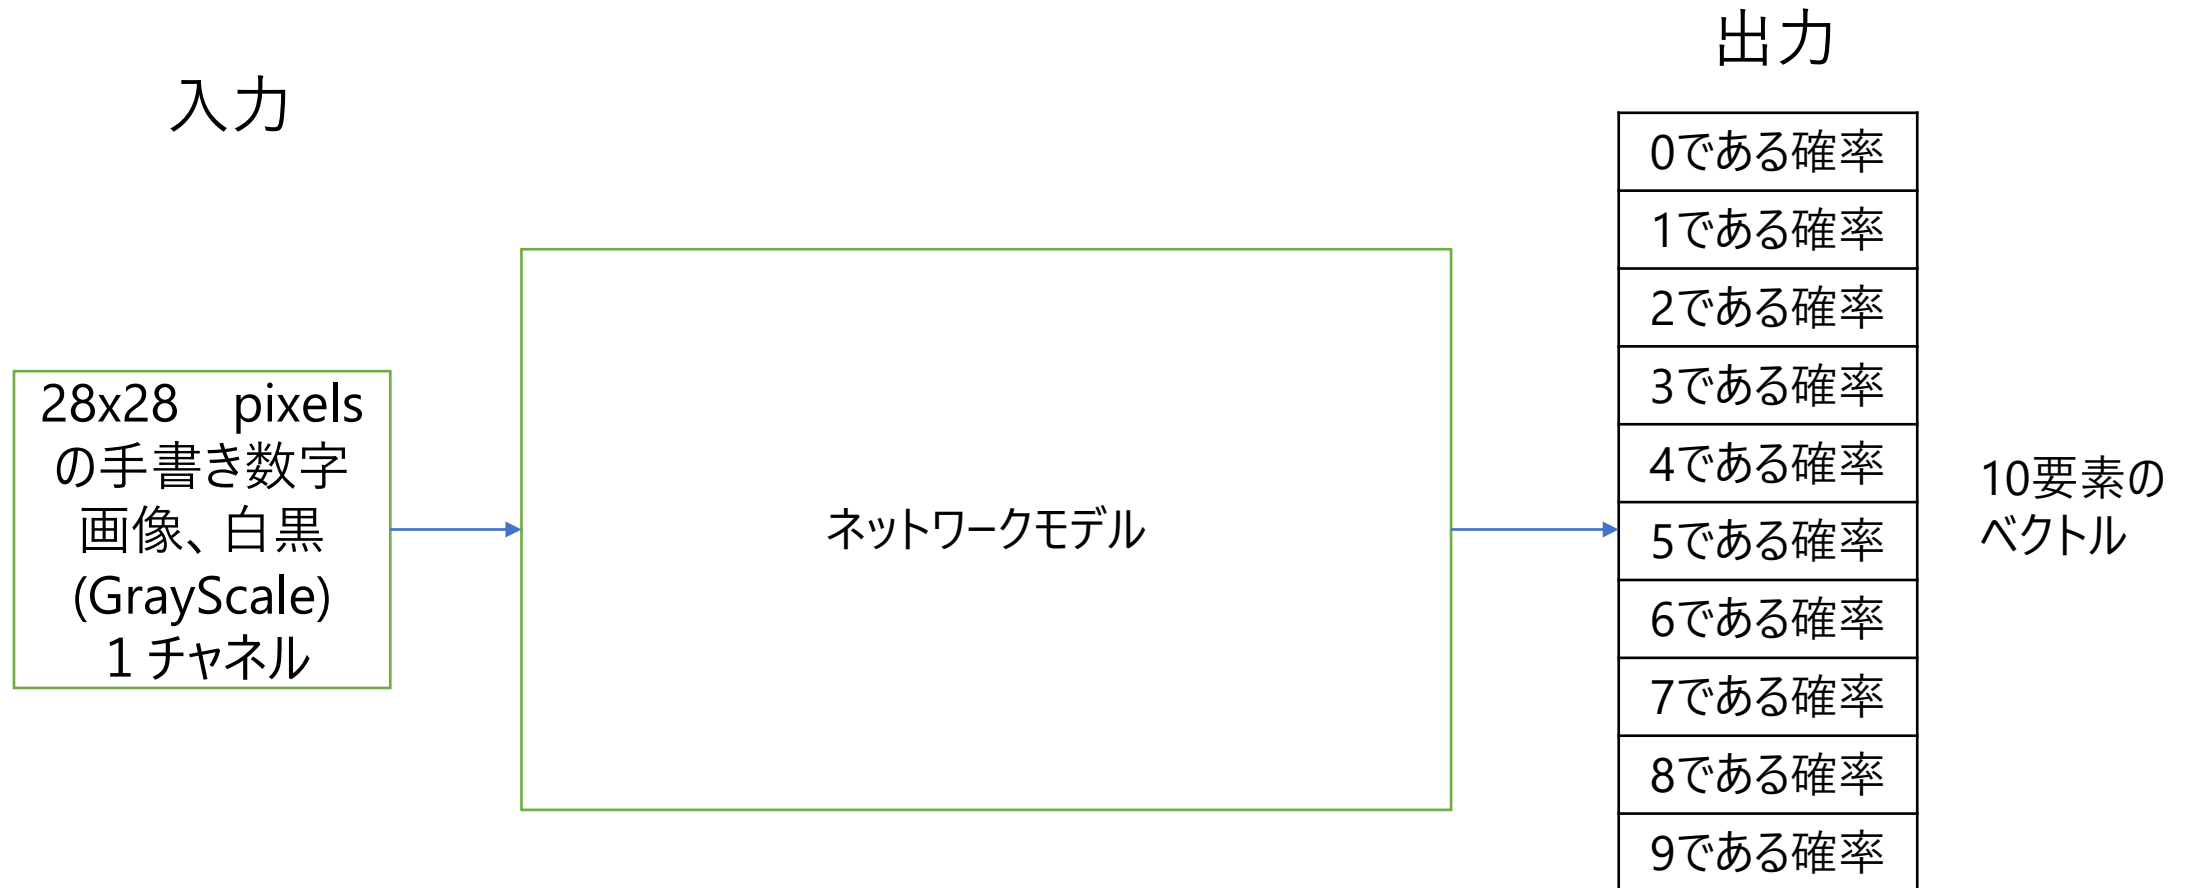 入力
28x28　pixels
の手書き数字
画像、白黒
(GrayScale)
１チャネル
ネットワークモデル
出力
0である確率
1である確率
2である確率
3である確率
4である確率
5である確率
6である確率
7である確率
8である確率
9である確率
10要素の
ベクトル